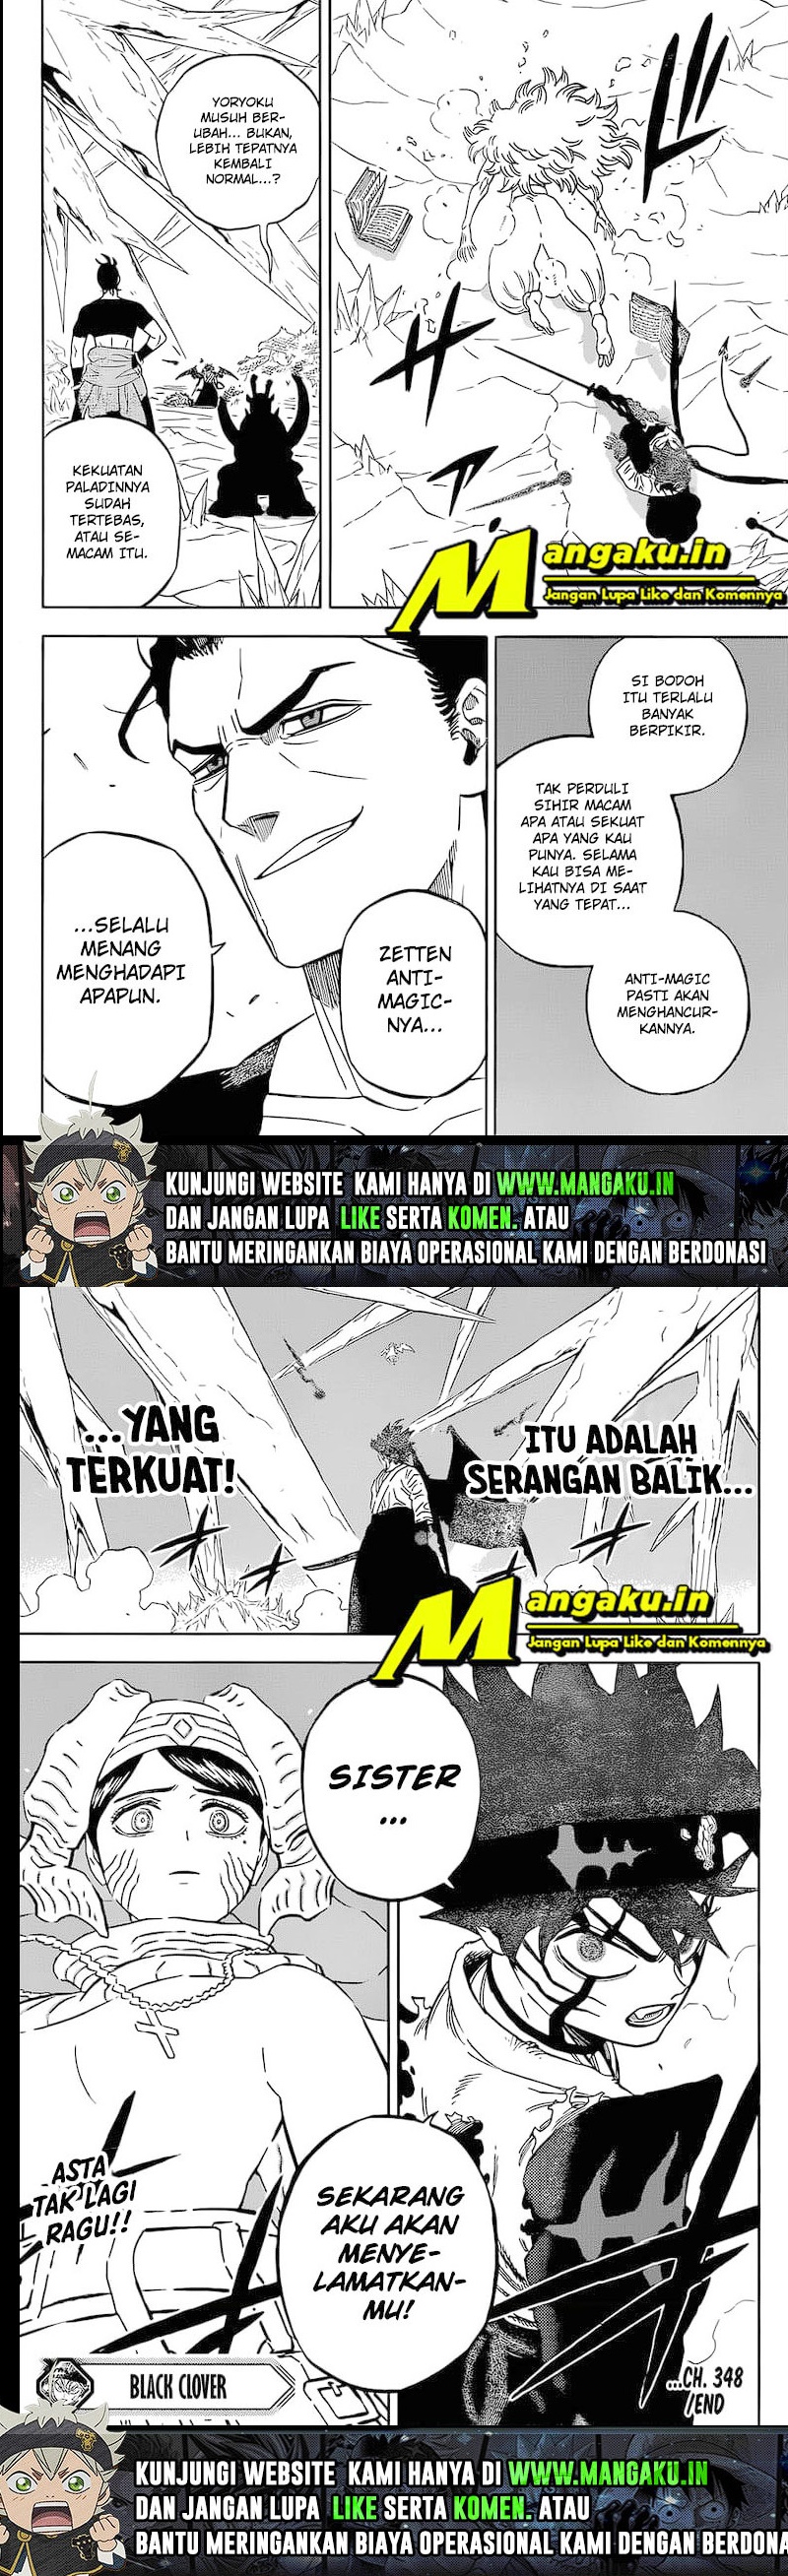 YORYOKU
MUSUH BER-
UBAH... BUKAN,
LEBIH TEPATNYA
KEMBALI
NORMAL...?
KEKUATAN
PALADINNYA
SUDAH
TERTEBAS,
ATAU SE-
MACAM ITU.
Mangaku.in
Jangan Lupa Like dan Komennya
SI BODOH
ITU TERLALU
BANYAK
BERPIKIR.
TAK PERDULI
SIHIR MACAM
APA ATAU SEKUAT
APA YANG KAU
PUNYA. SELAMA
KAU BISA ME-
LIHATNYA DI SAAT
YANG TEPAT...
ANTI-MAGIC
PASTI AKAN
MENGHANCUR-
KANNYA.
ZETTEN
ANTI-
MAGIC-
NYA...
...SELALU
MENANG
MENGHADAPI
APAPUN.
KUNJUNGI WEBSITE KAMI HANYA DI WWW.MANGAKU.IN
DAN JANGAN LUPA LIKE SERTA KOMEN. ATAU
BANTU MERINGANKAN BIAYA OPERASIONAL KAMI DENGAN BERDONASI
ITU ADALAH
SERANGAN BALIK...
...YANG
TERKUAT!
Mangaku.in
Jangan Lupa Like dan Komennya
SISTER
...
SEKARANG
AKU AKAN
MENYE-
LAMATKAN-
MU!
ASTA
TAK LAGI
RAGU!!
BLACK CLOVER
...CH. 348
/END
KUNJUNGI WEBSITE KAMI HANYA DI WWW.MANGAKU.IN
DAN JANGAN LUPA LIKE SERTA KOMEN. ATAU
BANTU MERINGANKAN BIAYA OPERASIONAL KAMI DENGAN BERDONA